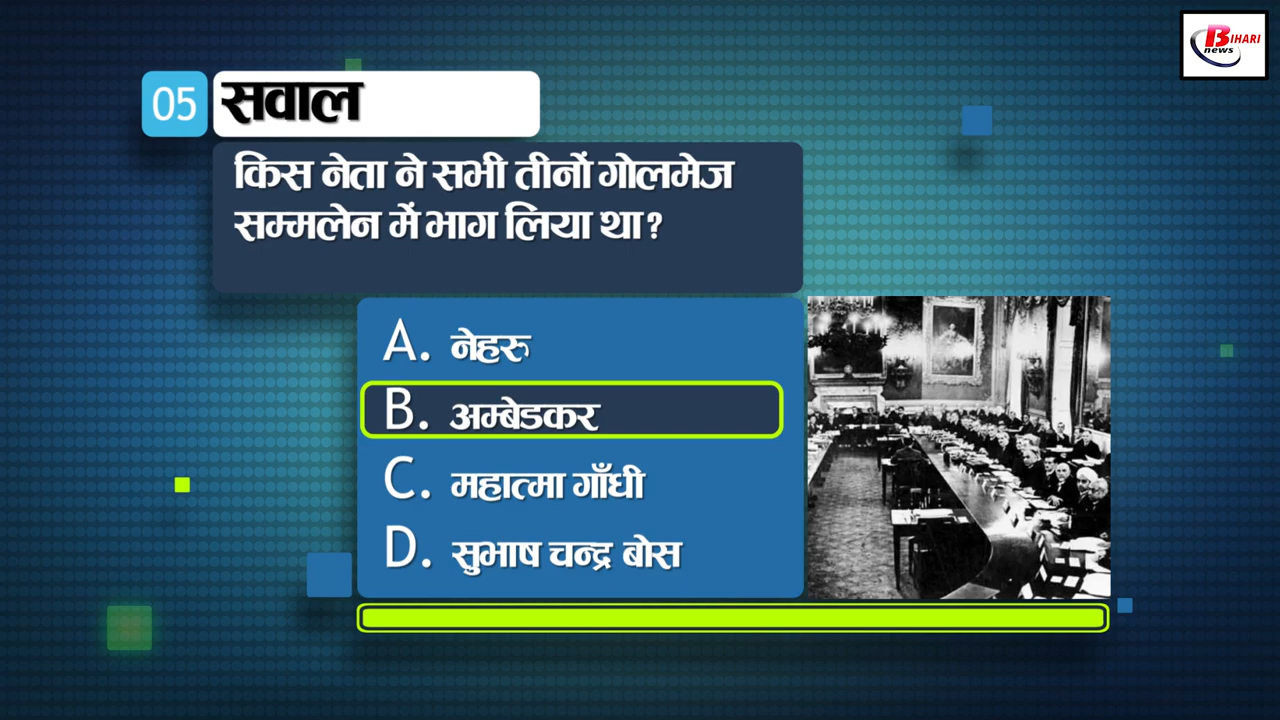 BIHARI
news
05 सवाल
किस नेता ने सभी तीनों गोलमेज
सम्मलेन में भाग लिया था?
A. नेहरु
B. अम्बेडकर
C. महात्मा गाँधी
D. सुभाष चन्द्र बोस